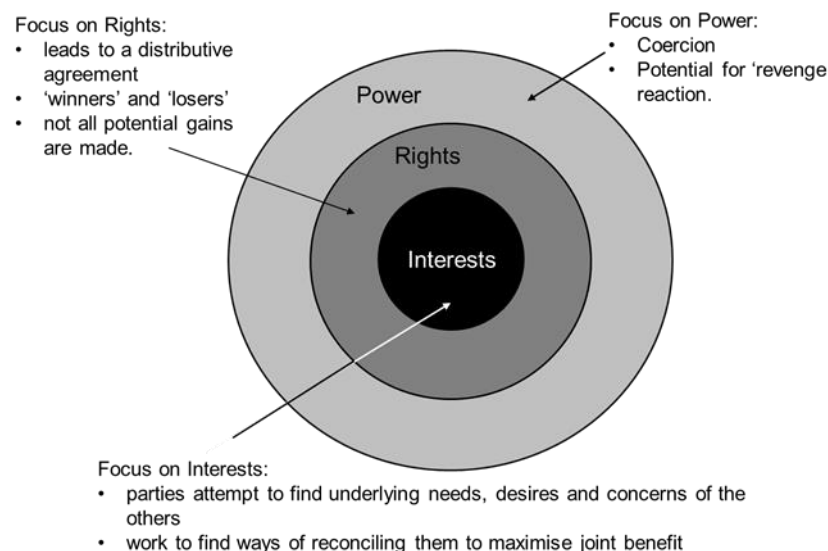 Focus on Rights:
• leads to a distributive
agreement
• ‘winners’ and ‘losers’
• not all potential gains
are made.
Focus on Power:
• Coercion
• Potential for ‘revenge
reaction.
Power
Rights
Interests
Focus on Interests:
• parties attempt to find underlying needs, desires and concerns of the
others
• work to find ways of reconciling them to maximise joint benefit